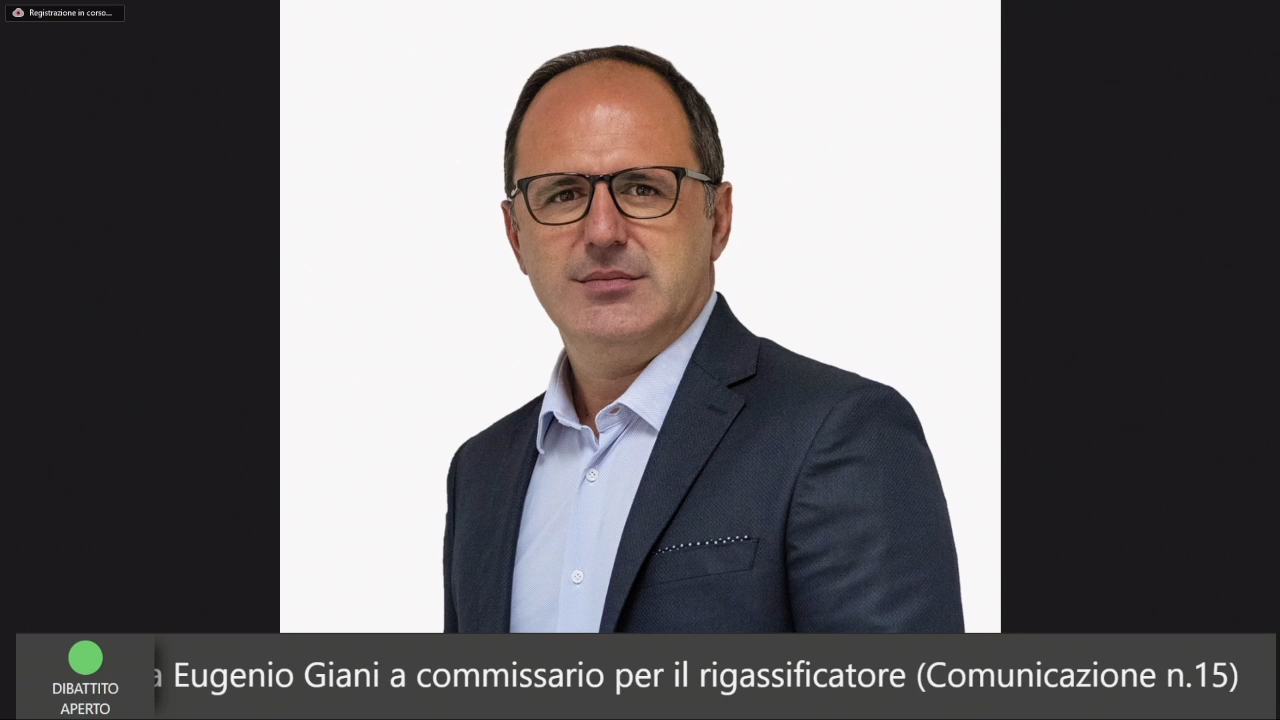 Registrazione in corso...
a Eugenio Giani a commissario per il rigassificatore (Comunicazione n.15)
DIBATTITO
APERTO